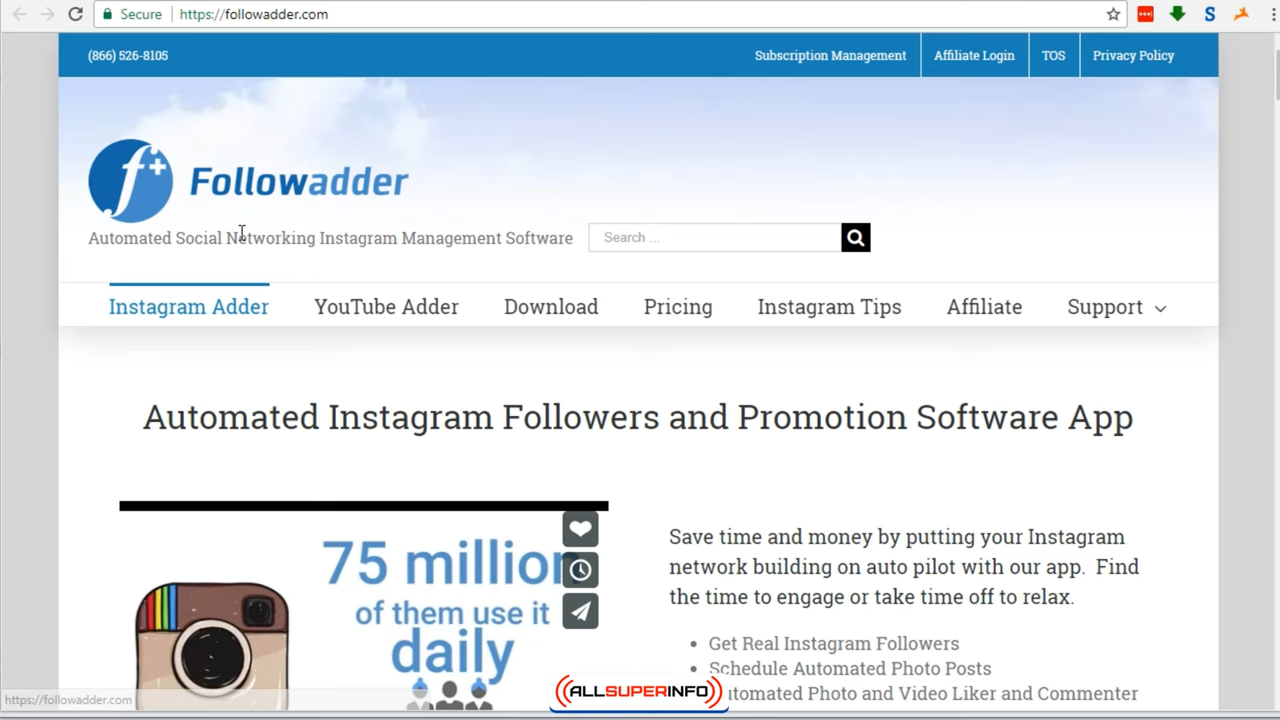 Secure | https://followadder.com
(866) 526-8105
Subscription Management
Affiliate Login
TOS
Privacy Policy
f+
Followadder
Automated Social Networking Instagram Management Software
Search ...
Instagram Adder
YouTube Adder
Download
Pricing
Instagram Tips
Affiliate
Support
Automated Instagram Followers and Promotion Software App
75 million
of them use it
daily
Save time and money by putting your Instagram
network building on auto pilot with our app. Find
the time to engage or take time off to relax.
• Get Real Instagram Followers
• Schedule Automated Photo Posts
utomated Photo and Video Liker and Commenter
https://followadder.com
ALLSUPERINFO
S